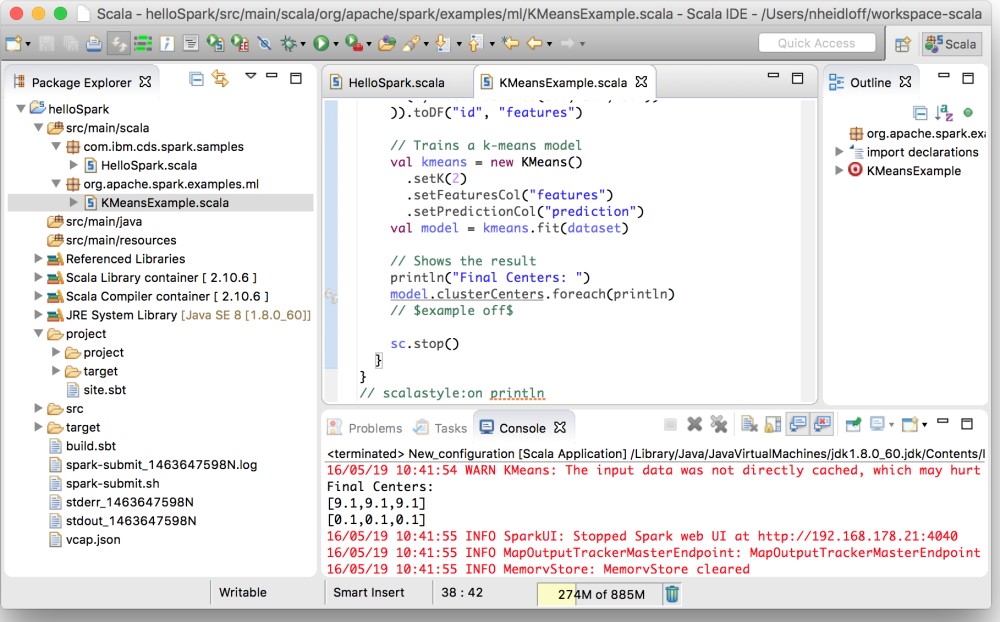 Scala - helloSpark/src/main/scala/org/apache/spark/examples/ml/KMeansExample.scala - Scala IDE - /Users/nheidloff/workspace-scala
Quick Access
Scala
Package Explorer
helloSpark
src/main/scala
com.ibm.cds.spark.samples
HelloSpark.scala
org.apache.spark.examples.ml
KMeansExample.scala
src/main/java
src/main/resources
Referenced Libraries
Scala Library container [ 2.10.6 ]
Scala Compiler container [ 2.10.6 ]
JRE System Library [Java SE 8 [1.8.0_60]]
project
project
target
site.sbt
src
target
build.sbt
spark-submit_1463647598N.log
spark-submit.sh
stderr_1463647598N
stdout_1463647598N
vcap.json
HelloSpark.scala
KMeansExample.scala
)).toDF("id", "features")
// Trains a k-means model
val kmeans = new KMeans()
.setK(2)
.setFeaturesCol("features")
.setPredictionCol("prediction")
val model = kmeans.fit(dataset)
// Shows the result
println("Final Centers: ")
model.clusterCenters.foreach(println)
// $example off$
sc.stop()
}
}
// scalastyle:on println
Outline
org.apache.spark.exa
import declarations
KMeansExample
Problems
Tasks
Console
<terminated> New_configuration [Scala Application] /Library/Java/JavaVirtualMachines/jdk1.8.0_60.jdk/Contents/
16/05/19 10:41:54 WARN KMeans: The input data was not directly cached, which may hurt
Final Centers:
[9.1,9.1,9.1]
[0.1,0.1,0.1]
16/05/19 10:41:55 INFO SparkUI: Stopped Spark web UI at http://192.168.178.21:4040
16/05/19 10:41:55 INFO MapOutputTrackerMasterEndpoint: MapOutputTrackerMasterEndpoint
16/05/19 10:41:55 INFO MemoryStore: MemoryStore cleared
Writable
Smart Insert
38 : 42
274M of 885M